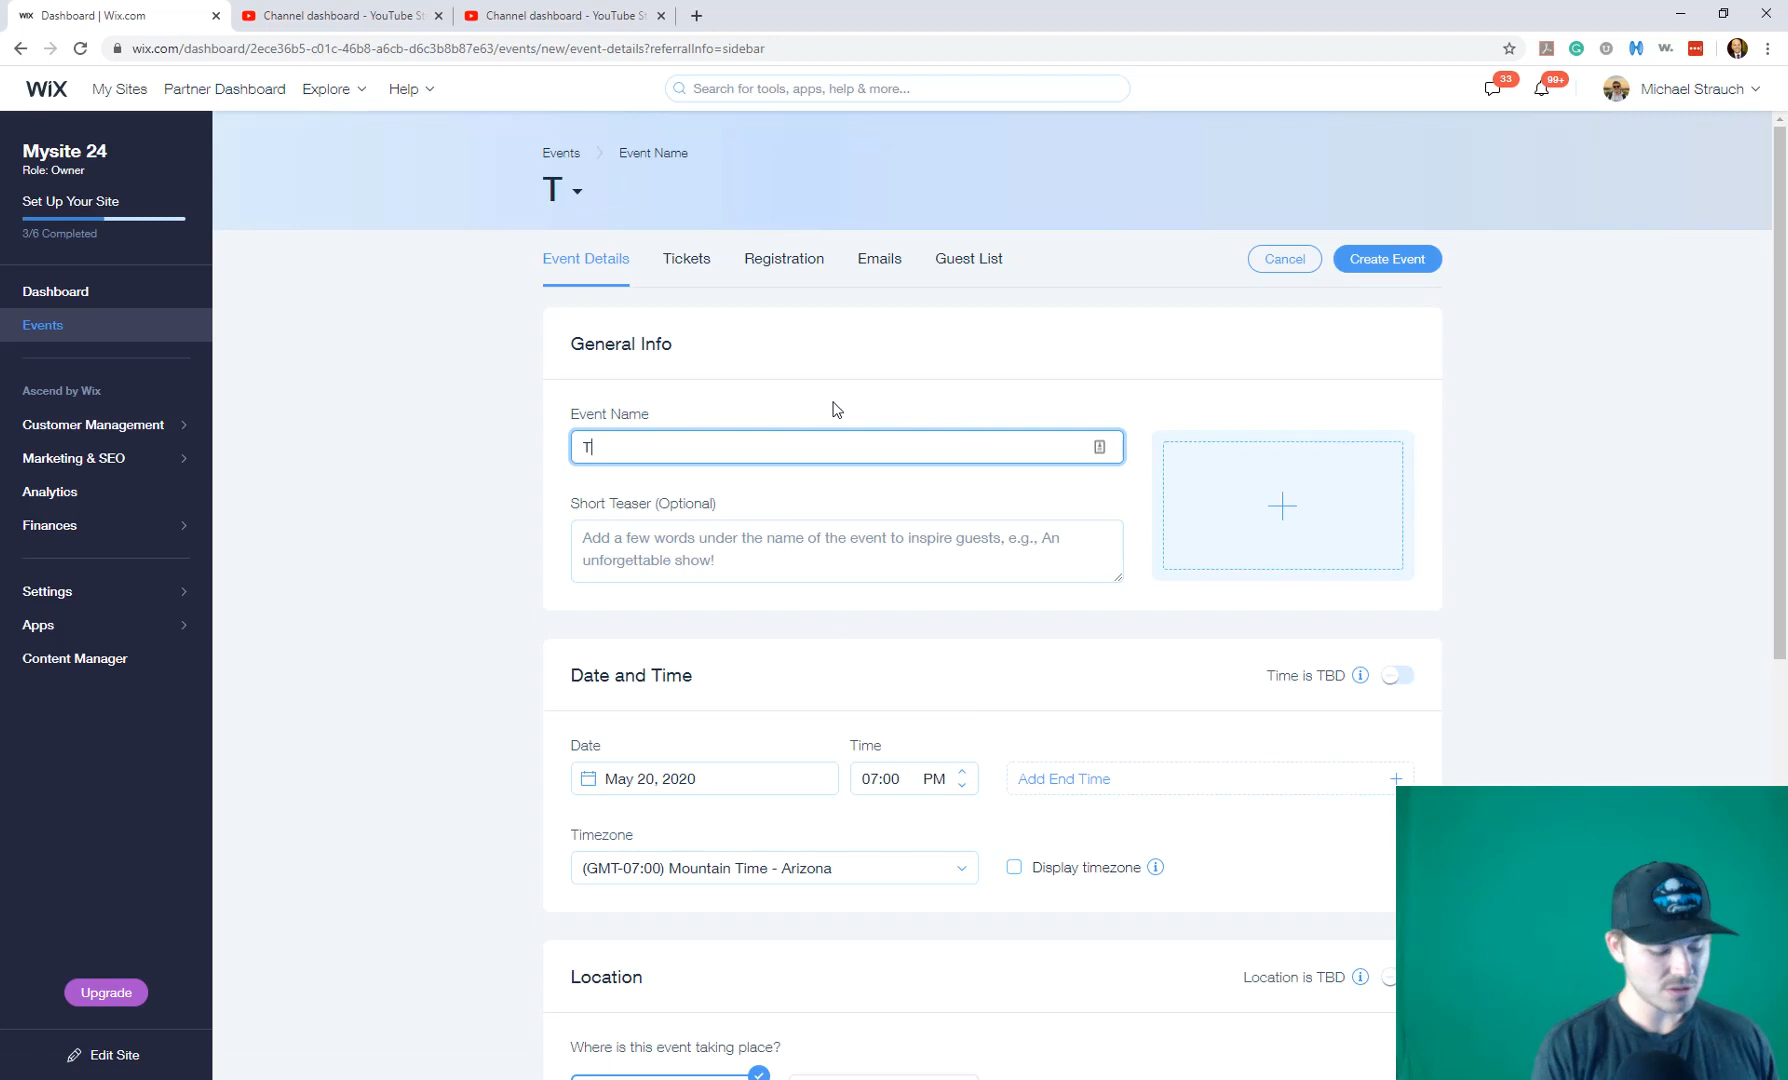 WIX Dashboard | Wix.com
Channel dashboard - YouTube St
Channel dashboard - YouTube St
wix.com/dashboard/2ece36b5-c01c-46b8-a6cb-d6c3b8b87e63/events/new/event-details?referralInfo=sidebar
WIX My Sites Partner Dashboard Explore Help
Search for tools, apps, help & more...
33
99+
Michael Strauch
Mysite 24
Role: Owner
Set Up Your Site
3/6 Completed
Dashboard
Events
Ascend by Wix
Customer Management
Marketing & SEO
Analytics
Finances
Settings
Apps
Content Manager
Upgrade
Edit Site
Events Event Name
T
Event Details Tickets Registration Emails Guest List
Cancel Create Event
General Info
Event Name
T
Short Teaser (Optional)
Add a few words under the name of the event to inspire guests, e.g., An
unforgettable show!
Date and Time
Time is TBD
Date Time
May 20, 2020 07:00 PM Add End Time
Timezone
(GMT-07:00) Mountain Time - Arizona
Display timezone
Location
Location is TBD
Where is this event taking place?